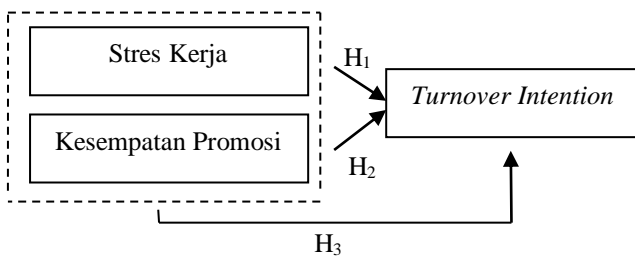 Stres Kerja
H₁
Turnover Intention
Kesempatan Promosi
H₂
H₃